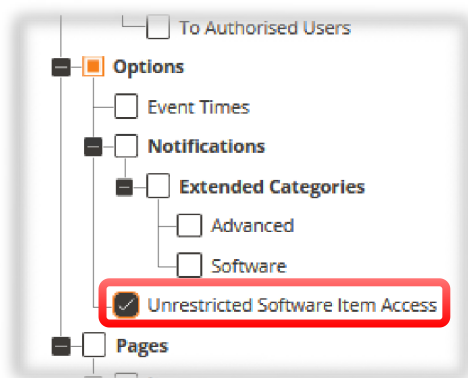 To Authorised Users
Options
Event Times
Notifications
Extended Categories
Advanced
Software
Unrestricted Software Item Access
Pages